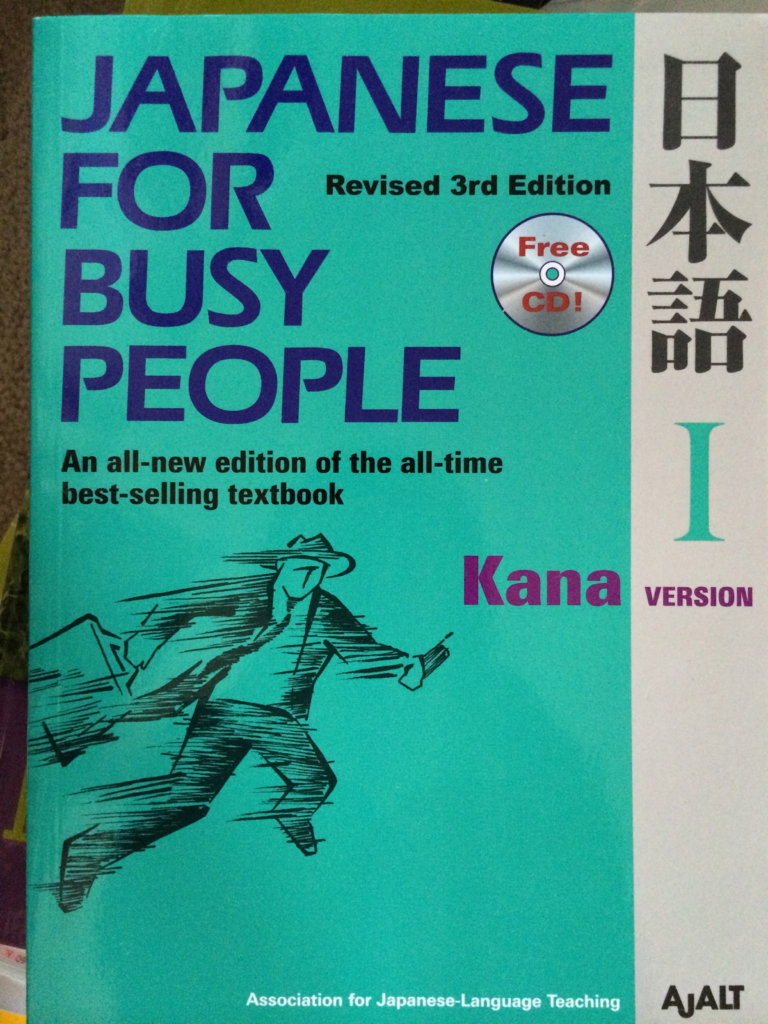 JAPANESE
FOR
BUSY
PEOPLE
Revised 3rd Edition
Free
CD!
An all-new edition of the all-time
best-selling textbook
Kana VERSION
日本語
I
Association for Japanese-Language Teaching
AJALT